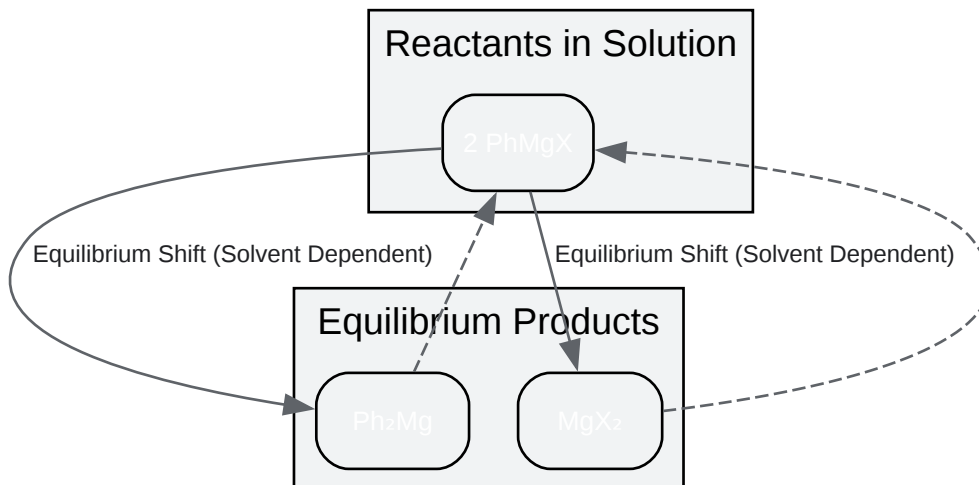 Reactants in Solution
2 PhMgX
Equilibrium Shift (Solvent Dependent)
Equilibrium Shift (Solvent Dependent)
Equilibrium Products
Ph₂Mg
MgX₂